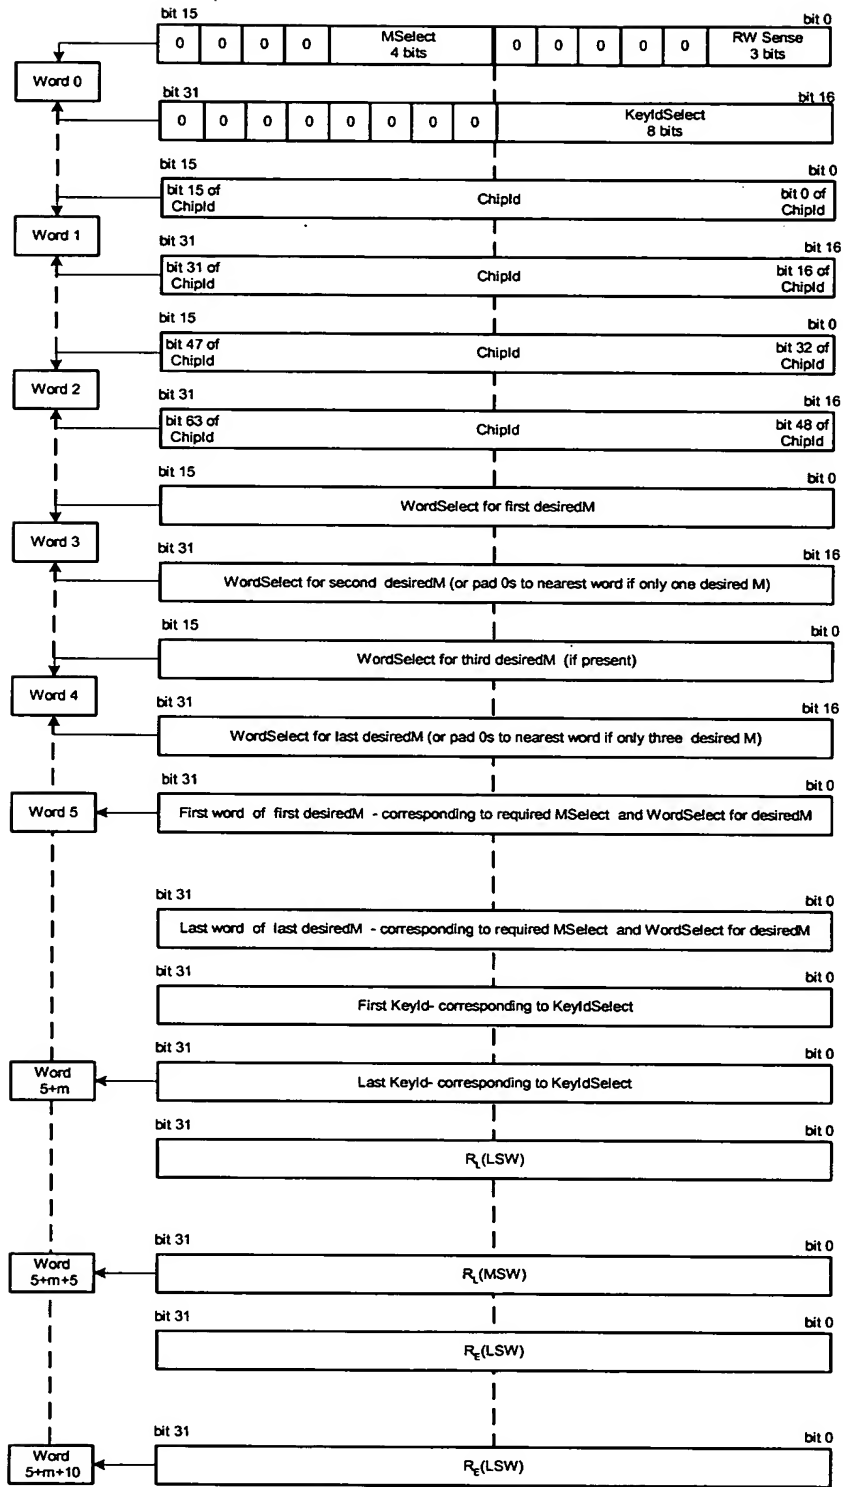 bit 15 bit 0
0 0 0 0 MSelect 4 bits 0 0 0 0 0 RW Sense 3 bits
Word 0
bit 31 bit 16
0 0 0 0 0 0 0 0 KeyIdSelect 8 bits
bit 15 bit 0
bit 15 of ChipId ChipId bit 0 of ChipId
Word 1
bit 31 bit 16
bit 31 of ChipId ChipId bit 16 of ChipId
bit 15 bit 0
bit 47 of ChipId ChipId bit 32 of ChipId
Word 2
bit 31 bit 16
bit 63 of ChipId ChipId bit 48 of ChipId
bit 15 bit 0
WordSelect for first desiredM
Word 3
bit 31 bit 16
WordSelect for second desiredM (or pad 0s to nearest word if only one desired M)
bit 15 bit 0
WordSelect for third desiredM (if present)
Word 4
bit 31 bit 16
WordSelect for last desiredM (or pad 0s to nearest word if only three desired M)
bit 31 bit 0
Word 5 First word of first desiredM - corresponding to required MSelect and WordSelect for desiredM
bit 31 bit 0
Last word of last desiredM - corresponding to required MSelect and WordSelect for desiredM
bit 31 bit 0
First KeyId- corresponding to KeyIdSelect
bit 31 bit 0
Word 5+m Last KeyId- corresponding to KeyIdSelect
bit 31 bit 0
R_L(LSW)
bit 31 bit 0
Word 5+m+5 R_L(MSW)
bit 31 bit 0
R_E(LSW)
bit 31 bit 0
Word 5+m+10 R_E(LSW)